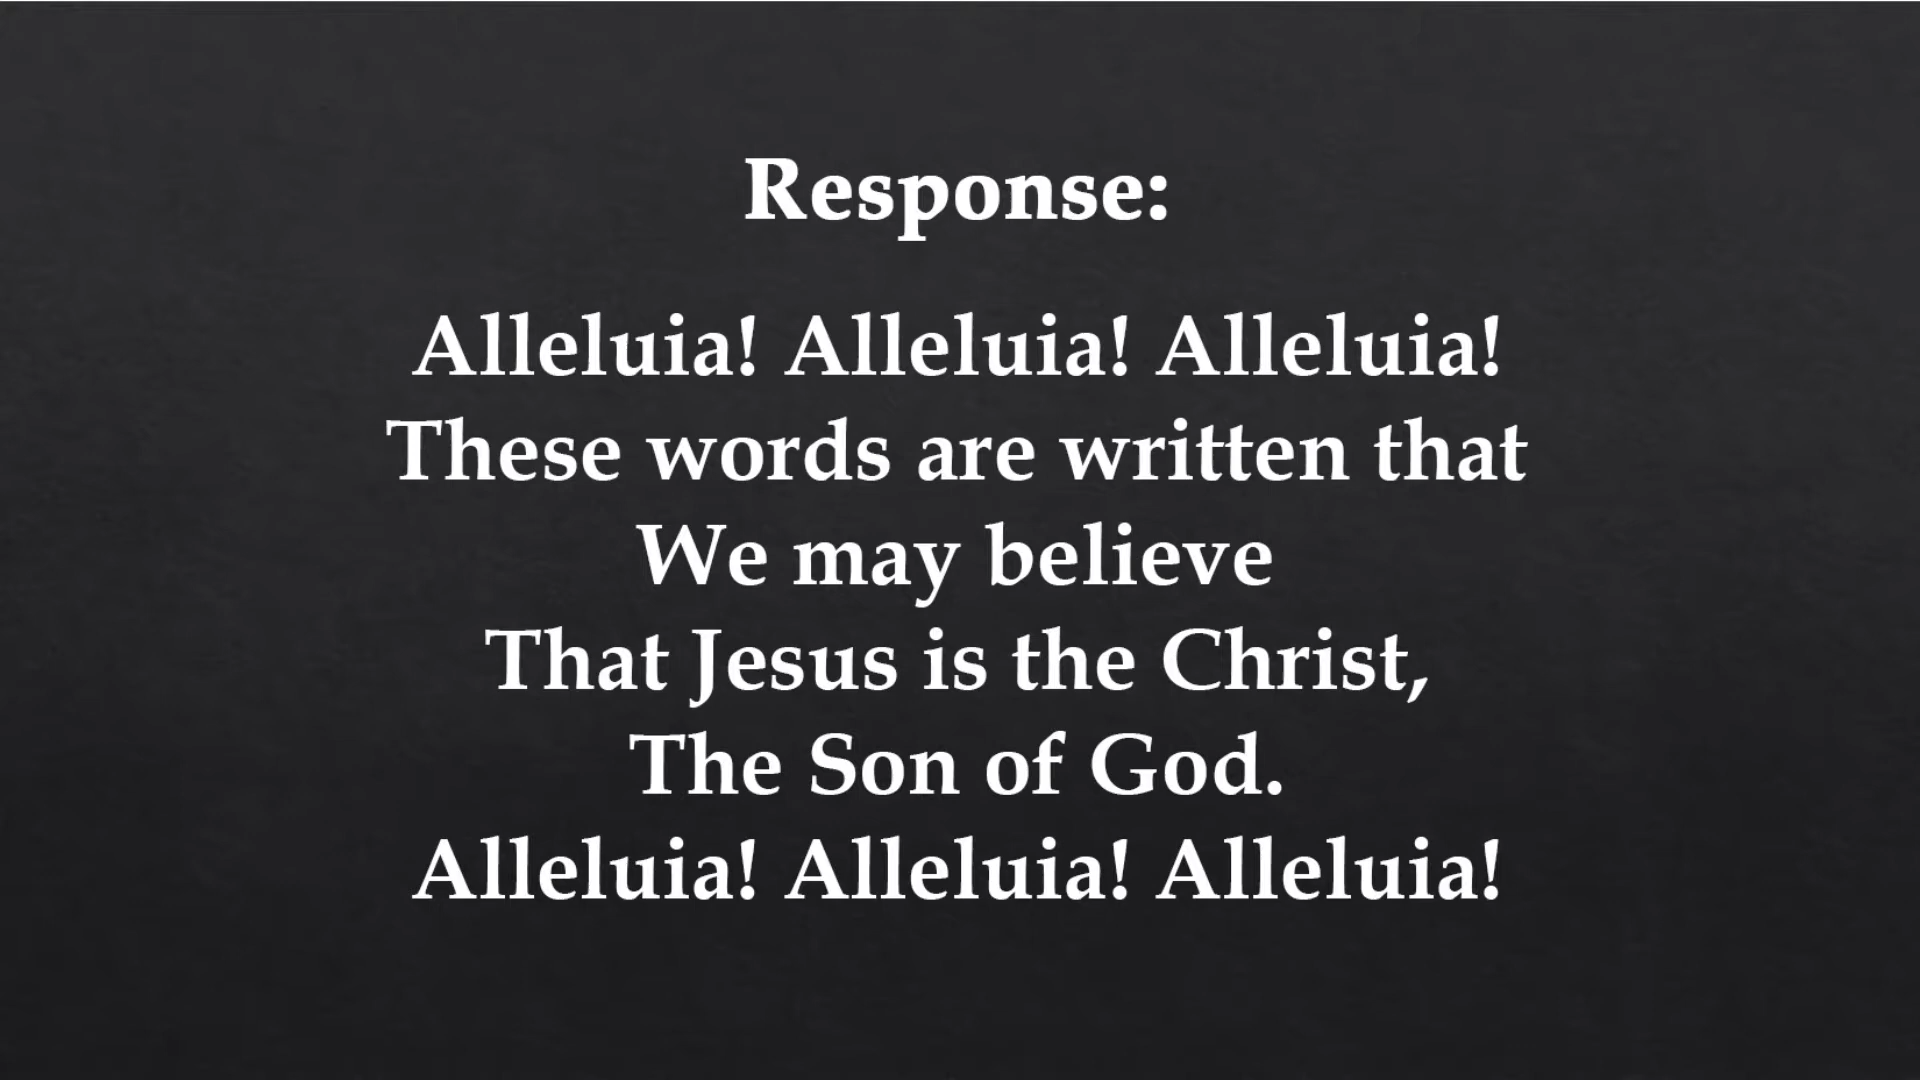 Response:
Alleluia! Alleluia! Alleluia!
These words are written that
We may believe
That Jesus is the Christ,
The Son of God.
Alleluia! Alleluia! Alleluia!